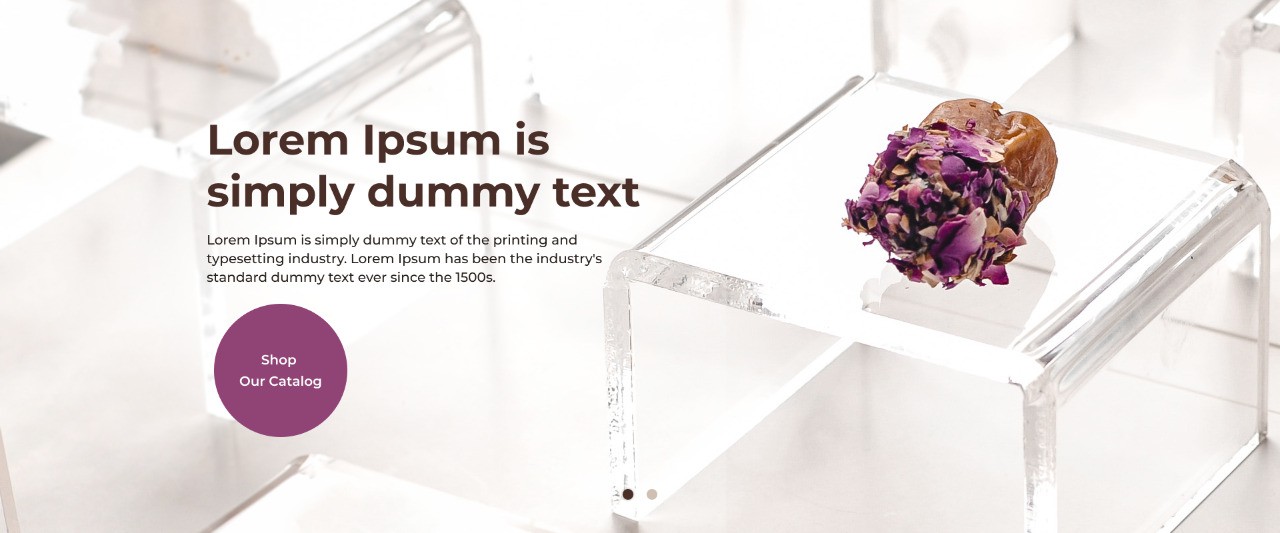 Lorem Ipsum is
simply dummy text
Lorem Ipsum is simply dummy text of the printing and
typesetting industry. Lorem Ipsum has been the industry's
standard dummy text ever since the 1500s.
Shop
Our Catalog